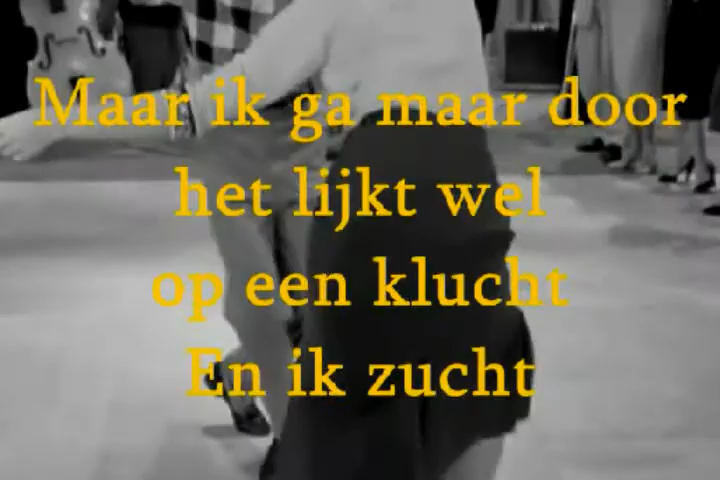 Maar ik ga maar door
het lijkt wel
op een klucht
En ik zucht